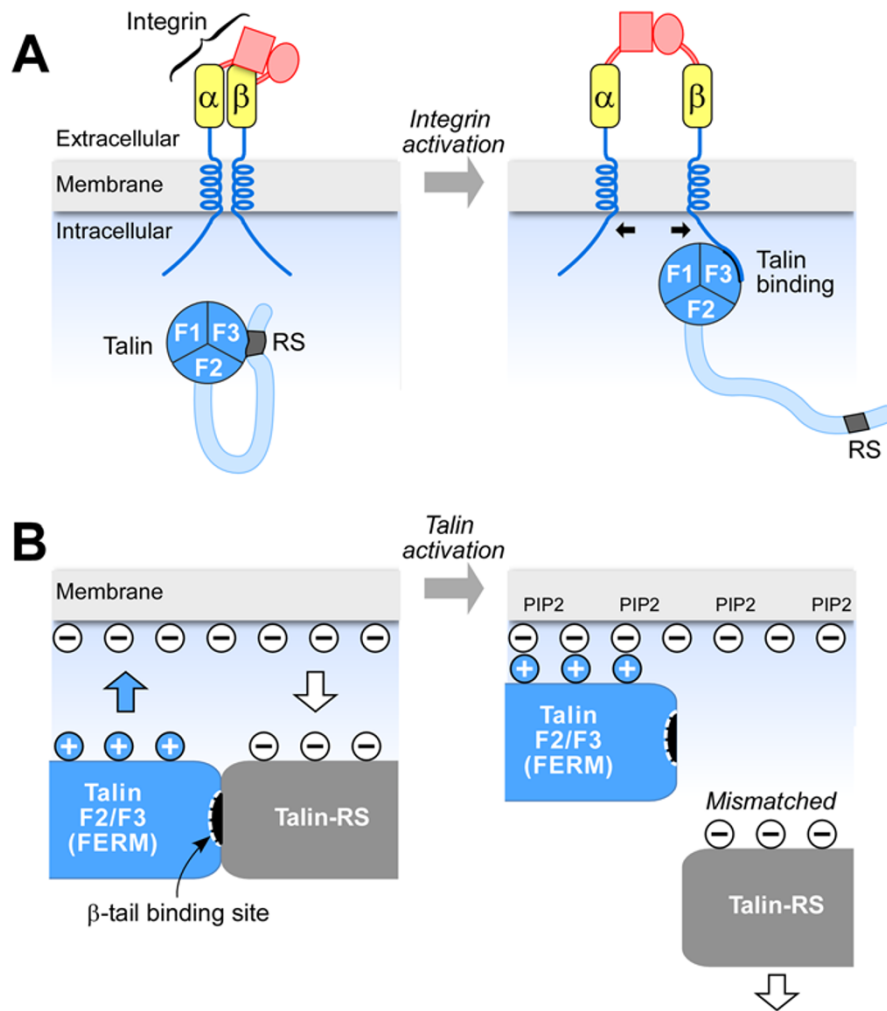 A
Integrin
α β
Extracellular
Membrane
Intracellular
Talin
F1 F3
F2
RS
Integrin
activation
α β
F1 F3
F2
Talin
binding
RS
B
Membrane
− − − − − − −
+ + + − − −
Talin
F2/F3
(FERM)
Talin-RS
β-tail binding site
Talin
activation
PIP2 PIP2 PIP2 PIP2
− − − − − − −
+ + +
Talin
F2/F3
(FERM)
Mismatched
− − −
Talin-RS